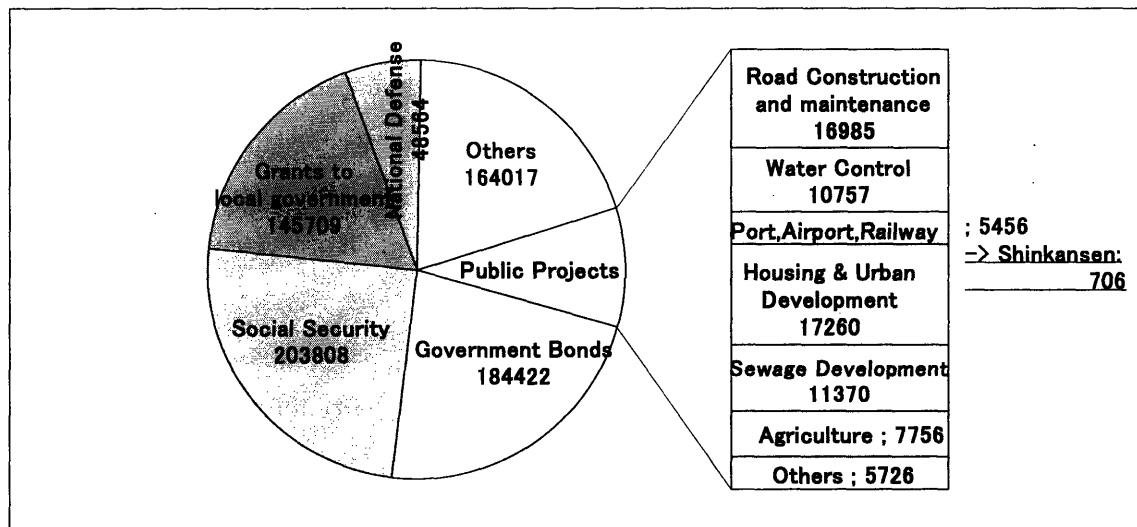 National Defense
48564
Others
164017
Grants to
local government
145709
Public Projects
Social Security
203808
Government Bonds
184422
Road Construction
and maintenance
16985
Water Control
10757
Port,Airport,Railway ; 5456
-> Shinkansen:
706
Housing & Urban
Development
17260
Sewage Development
11370
Agriculture ; 7756
Others ; 5726